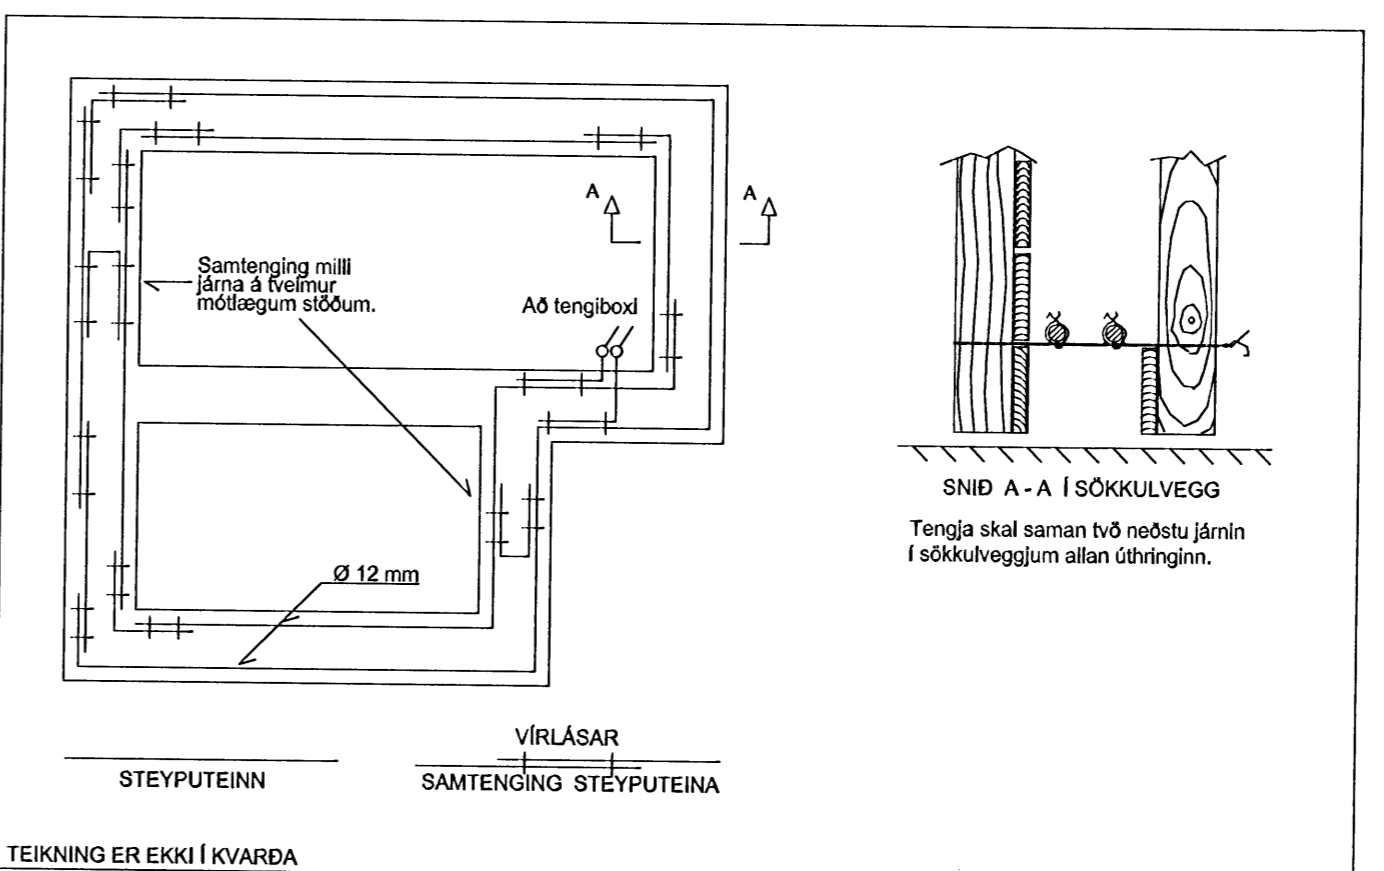 A
A
Samtenging milli
járna á tveimur
mótlægum stöðum.
Að tengiboxi
Ø 12 mm
SNIÐ A - A Í SÖKKULVEGG
Tengja skal saman tvö neðstu járnin
í sökkulveggjum allan úthringinn.
VÍRLÁSAR
STEYPUTEINN
SAMTENGING STEYPUTEINA
TEIKNING ER EKKI Í KVARÐA